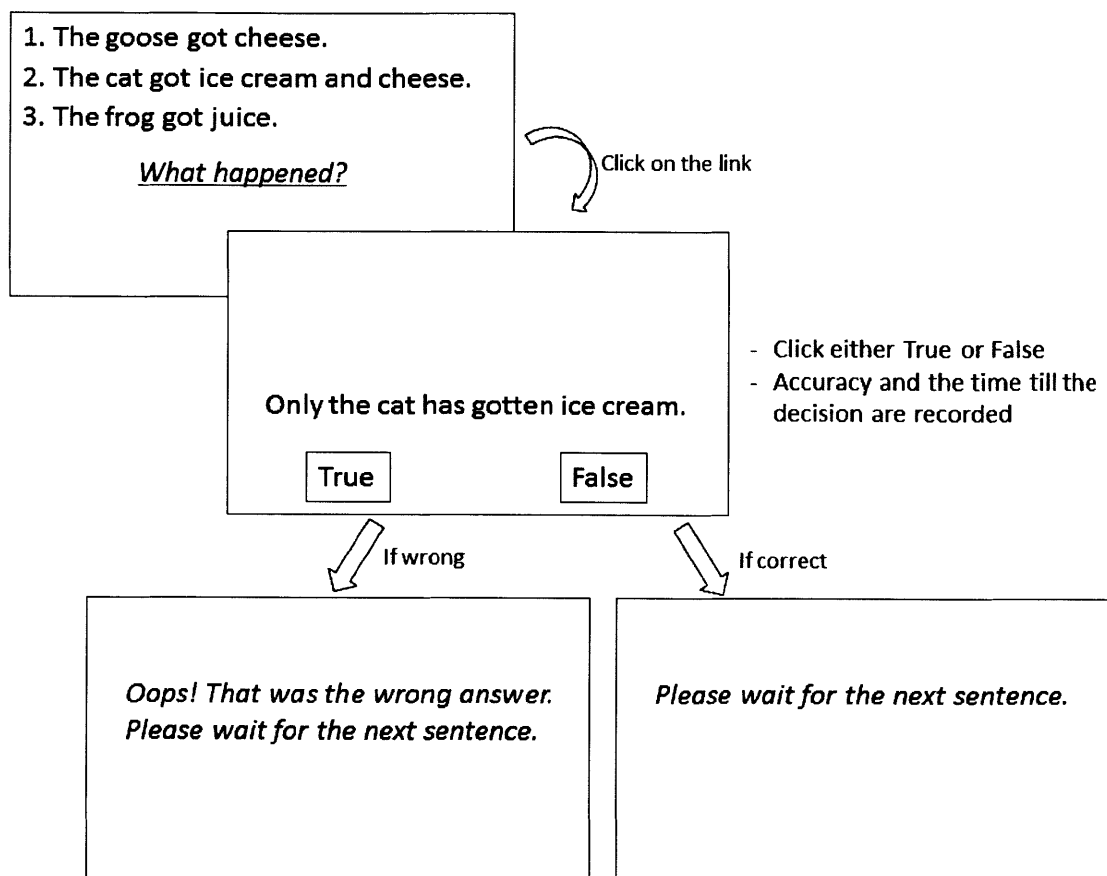 1. The goose got cheese.
2. The cat got ice cream and cheese.
3. The frog got juice.
What happened?
Click on the link
Only the cat has gotten ice cream.
True
False
- Click either True or False
- Accuracy and the time till the
decision are recorded
If wrong
If correct
Oops! That was the wrong answer.
Please wait for the next sentence.
Please wait for the next sentence.